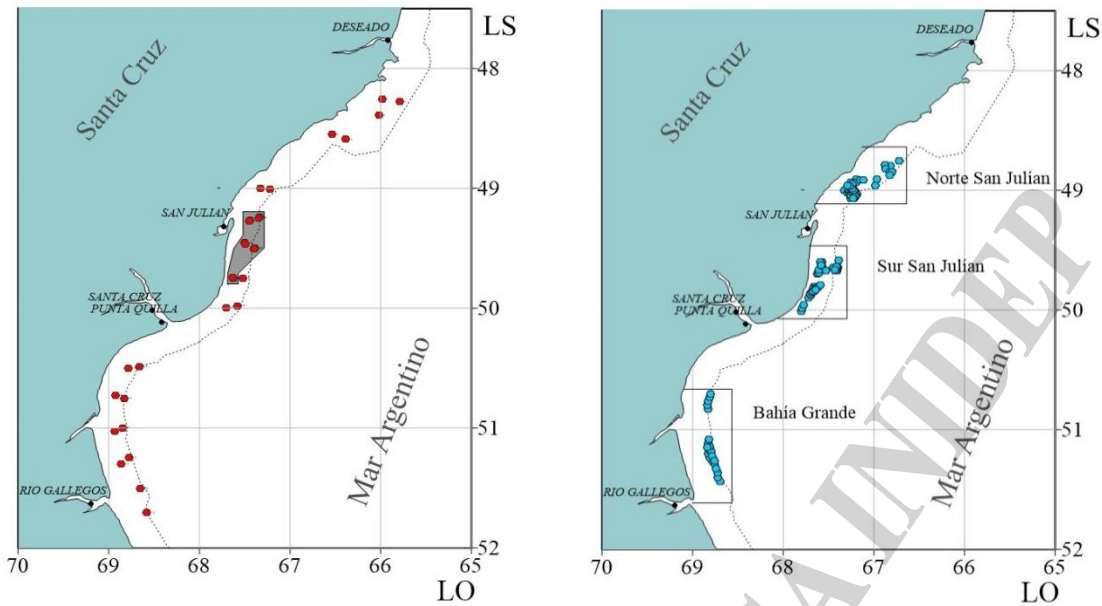 LS
DESEADO
48
Santa Cruz
49
SAN JULIAN
50
SANTA CRUZ
PUNTA QUILLA
Mar Argentino
51
RIO GALLEGOS
52
70 69 68 67 66 65
LO
LS
DESEADO
48
Santa Cruz
Norte San Julían
49
SAN JULIAN
Sur San Julían
50
SANTA CRUZ
PUNTA QUILLA
Mar Argentino
Bahía Grande
51
RIO GALLEGOS
52
70 69 68 67 66 65
LO
INIDEP